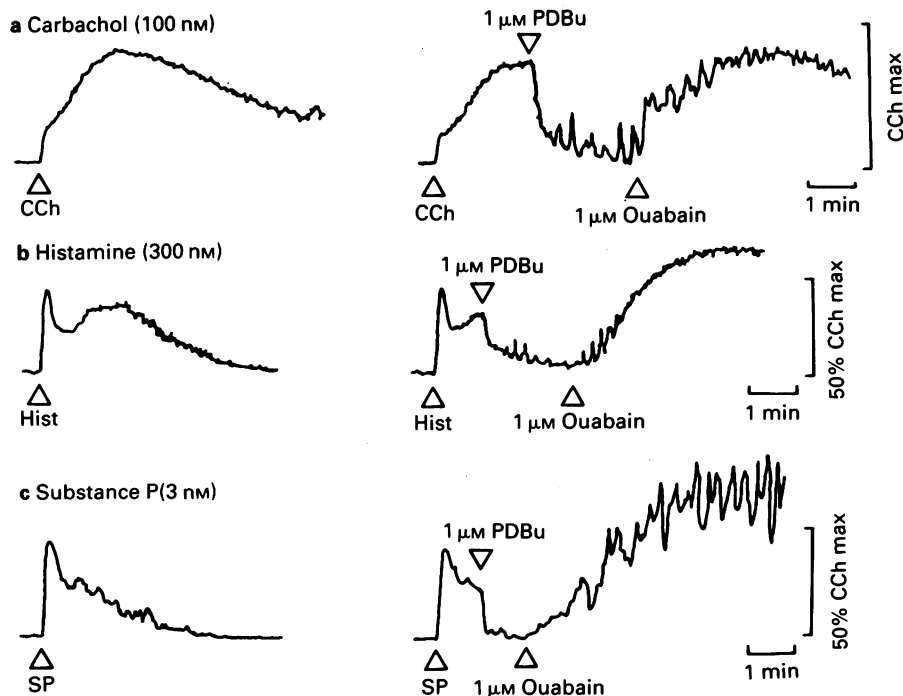 a Carbachol (100 nM)
1 μM PDBu
CCh
CCh
1 μM Ouabain
1 min
CCh max
b Histamine (300 nM)
1 μM PDBu
Hist
Hist
1 μM Ouabain
1 min
50% CCh max
c Substance P(3 nM)
1 μM PDBu
SP
SP
1 μM Ouabain
1 min
50% CCh max